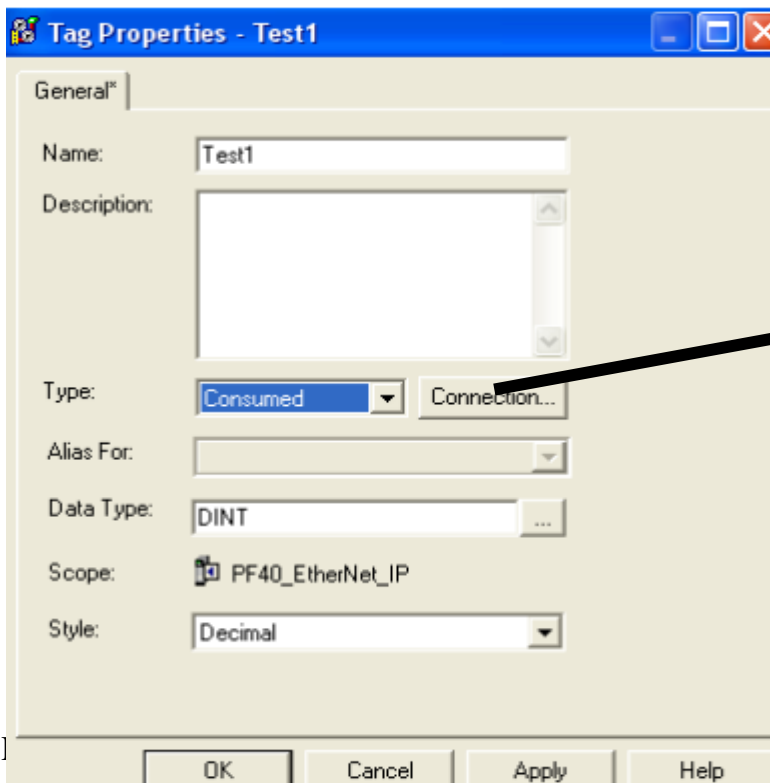 Tag Properties - Test1
General*
Name: Test1
Description:
Type: Consumed Connection...
Alias For:
Data Type: DINT ...
Scope: PF40_EtherNet_IP
Style: Decimal
OK Cancel Apply Help